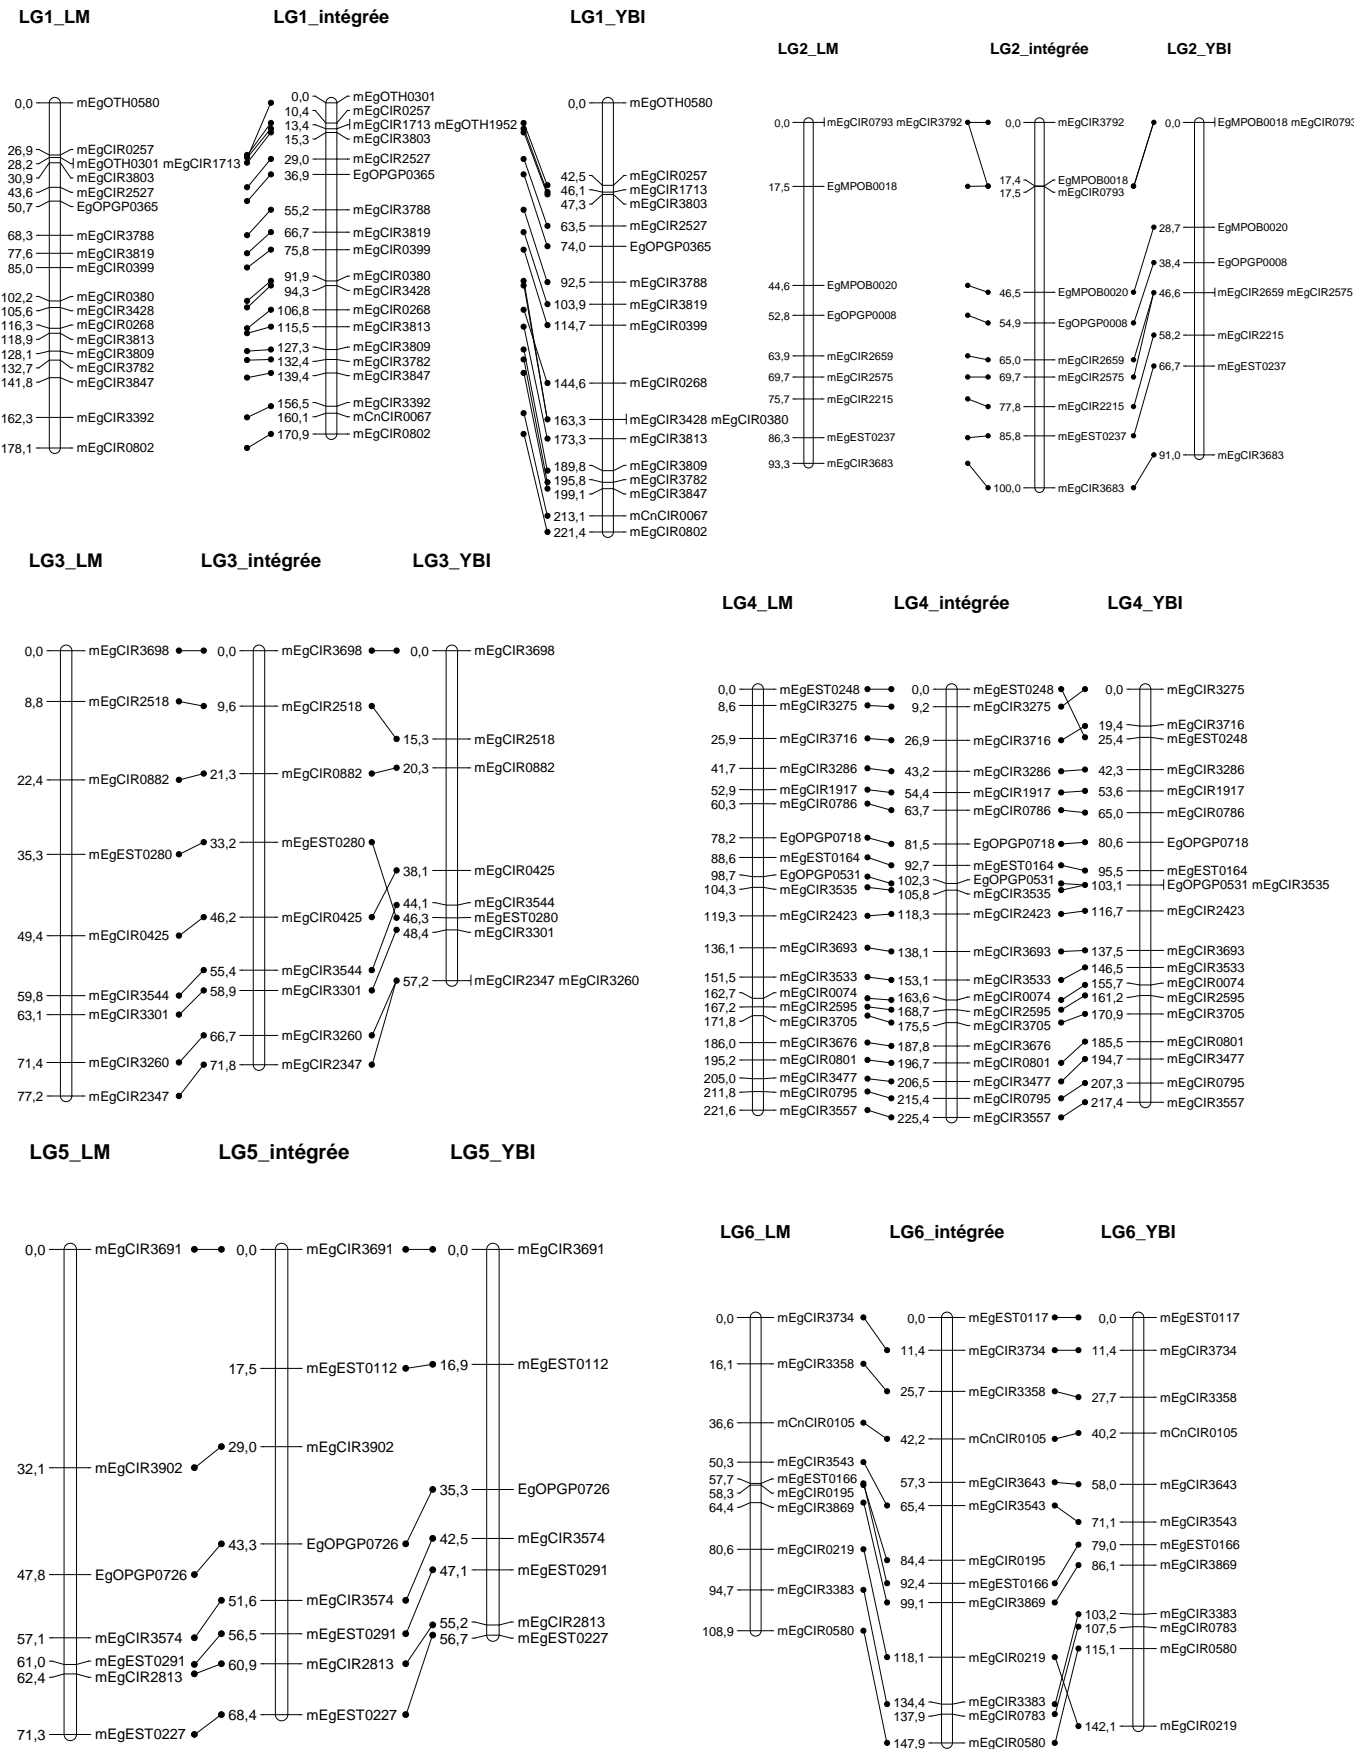 LG1_LM
0,0 mEgOTH0580
26,9 mEgCIR0257
28,2 mEgOTH0301 mEgCIR1713
30,9 mEgCIR3803
43,6 mEgCIR2527
50,7 EgOPGP0365
68,3 mEgCIR3788
77,6 mEgCIR3819
85,0 mEgCIR0399
102,2 mEgCIR0380
105,6 mEgCIR3428
116,3 mEgCIR0268
118,9 mEgCIR3813
128,1 mEgCIR3809
132,7 mEgCIR3782
141,8 mEgCIR3847
162,3 mEgCIR3392
178,1 mEgCIR0802
LG1_intégrée
0,0 mEgOTH0301
10,4 mEgCIR0257
13,4 mEgCIR1713 mEgOTH1952
15,3 mEgCIR3803
29,0 mEgCIR2527
36,9 EgOPGP0365
55,2 mEgCIR3788
66,7 mEgCIR3819
75,8 mEgCIR0399
91,9 mEgCIR0380
94,3 mEgCIR3428
106,8 mEgCIR0268
115,5 mEgCIR3813
127,3 mEgCIR3809
132,4 mEgCIR3782
139,4 mEgCIR3847
156,5 mEgCIR3392
160,1 mCnCIR0067
170,9 mEgCIR0802
LG1_YBI
0,0 mEgOTH0580
42,5 mEgCIR0257
46,1 mEgCIR1713
47,3 mEgCIR3803
63,5 mEgCIR2527
74,0 EgOPGP0365
92,5 mEgCIR3788
103,9 mEgCIR3819
114,7 mEgCIR0399
144,6 mEgCIR0268
163,3 mEgCIR3428 mEgCIR0380
173,3 mEgCIR3813
189,8 mEgCIR3809
195,8 mEgCIR3782
199,1 mEgCIR3847
213,1 mCnCIR0067
221,4 mEgCIR0802
LG2_LM
0,0 mEgCIR0793 mEgCIR3792
17,5 EgMPOB0018
44,6 EgMPOB0020
52,8 EgOPGP0008
63,9 mEgCIR2659
69,7 mEgCIR2575
75,7 mEgCIR2215
86,3 mEgEST0237
93,3 mEgCIR3683
LG2_intégrée
0,0 mEgCIR3792
17,4 EgMPOB0018
17,5 mEgCIR0793
46,5 EgMPOB0020
54,9 EgOPGP0008
65,0 mEgCIR2659
69,7 mEgCIR2575
77,8 mEgCIR2215
85,8 mEgEST0237
100,0 mEgCIR3683
LG2_YBI
0,0 EgMPOB0018 mEgCIR0793
28,7 EgMPOB0020
38,4 EgOPGP0008
46,6 mEgCIR2659 mEgCIR2575
58,2 mEgCIR2215
66,7 mEgEST0237
91,0 mEgCIR3683
LG3_LM
0,0 mEgCIR3698
8,8 mEgCIR2518
22,4 mEgCIR0882
35,3 mEgEST0280
49,4 mEgCIR0425
59,8 mEgCIR3544
63,1 mEgCIR3301
71,4 mEgCIR3260
77,2 mEgCIR2347
LG3_intégrée
0,0 mEgCIR3698
9,6 mEgCIR2518
21,3 mEgCIR0882
33,2 mEgEST0280
46,2 mEgCIR0425
55,4 mEgCIR3544
58,9 mEgCIR3301
66,7 mEgCIR3260
71,8 mEgCIR2347
LG3_YBI
0,0 mEgCIR3698
15,3 mEgCIR2518
20,3 mEgCIR0882
38,1 mEgCIR0425
44,1 mEgCIR3544
46,3 mEgEST0280
48,4 mEgCIR3301
57,2 mEgCIR2347 mEgCIR3260
LG4_LM
0,0 mEgEST0248
8,6 mEgCIR3275
25,9 mEgCIR3716
41,7 mEgCIR3286
52,9 mEgCIR1917
60,3 mEgCIR0786
78,2 EgOPGP0718
88,6 mEgEST0164
98,7 EgOPGP0531
104,3 mEgCIR3535
119,3 mEgCIR2423
136,1 mEgCIR3693
151,5 mEgCIR3533
162,7 mEgCIR0074
167,2 mEgCIR2595
171,8 mEgCIR3705
186,0 mEgCIR3676
195,2 mEgCIR0801
205,0 mEgCIR3477
211,8 mEgCIR0795
221,6 mEgCIR3557
LG4_intégrée
0,0 mEgEST0248
9,2 mEgCIR3275
26,9 mEgCIR3716
43,2 mEgCIR3286
54,4 mEgCIR1917
63,7 mEgCIR0786
81,5 EgOPGP0718
92,7 mEgEST0164
102,3 EgOPGP0531
105,8 mEgCIR3535
118,3 mEgCIR2423
138,1 mEgCIR3693
153,1 mEgCIR3533
163,6 mEgCIR0074
168,7 mEgCIR2595
175,5 mEgCIR3705
187,8 mEgCIR3676
196,7 mEgCIR0801
206,5 mEgCIR3477
215,4 mEgCIR0795
225,4 mEgCIR3557
LG4_YBI
0,0 mEgCIR3275
19,4 mEgCIR3716
25,4 mEgEST0248
42,3 mEgCIR3286
53,6 mEgCIR1917
65,0 mEgCIR0786
80,6 EgOPGP0718
95,5 mEgEST0164
103,1 EgOPGP0531 mEgCIR3535
116,7 mEgCIR2423
137,5 mEgCIR3693
146,5 mEgCIR3533
155,7 mEgCIR0074
161,2 mEgCIR2595
170,9 mEgCIR3705
185,5 mEgCIR0801
194,7 mEgCIR3477
207,3 mEgCIR0795
217,4 mEgCIR3557
LG5_LM
0,0 mEgCIR3691
32,1 mEgCIR3902
47,8 EgOPGP0726
57,1 mEgCIR3574
61,0 mEgEST0291
62,4 mEgCIR2813
71,3 mEgEST0227
LG5_intégrée
0,0 mEgCIR3691
17,5 mEgEST0112
29,0 mEgCIR3902
43,3 EgOPGP0726
51,6 mEgCIR3574
56,5 mEgEST0291
60,9 mEgCIR2813
68,4 mEgEST0227
LG5_YBI
0,0 mEgCIR3691
16,9 mEgEST0112
35,3 EgOPGP0726
42,5 mEgCIR3574
47,1 mEgEST0291
55,2 mEgCIR2813
56,7 mEgEST0227
LG6_LM
0,0 mEgCIR3734
16,1 mEgCIR3358
36,6 mCnCIR0105
50,3 mEgCIR3543
57,7 mEgEST0166
58,3 mEgCIR0195
64,4 mEgCIR3869
80,6 mEgCIR0219
94,7 mEgCIR3383
108,9 mEgCIR0580
LG6_intégrée
0,0 mEgEST0117
11,4 mEgCIR3734
25,7 mEgCIR3358
42,2 mCnCIR0105
57,3 mEgCIR3643
65,4 mEgCIR3543
84,4 mEgCIR0195
92,4 mEgEST0166
99,1 mEgCIR3869
118,1 mEgCIR0219
134,4 mEgCIR3383
137,9 mEgCIR0783
147,9 mEgCIR0580
LG6_YBI
0,0 mEgEST0117
11,4 mEgCIR3734
27,7 mEgCIR3358
40,2 mCnCIR0105
58,0 mEgCIR3643
71,1 mEgCIR3543
79,0 mEgEST0166
86,1 mEgCIR3869
103,2 mEgCIR3383
107,5 mEgCIR0783
115,1 mEgCIR0580
142,1 mEgCIR0219